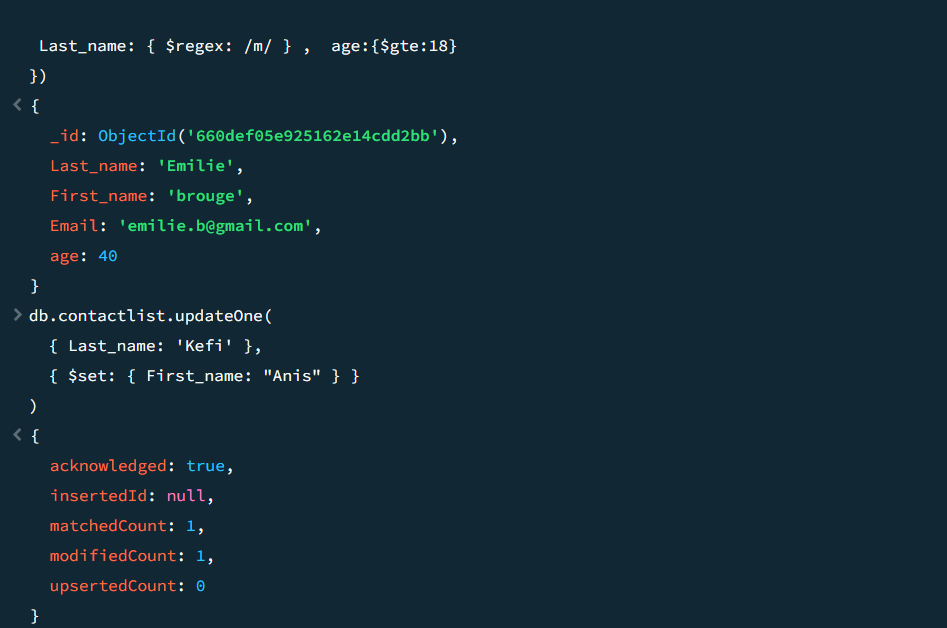 Last_name: { $regex: /m/ } ,  age:{$gte:18}
})
< {
_id: ObjectId('660def05e925162e14cdd2bb'),
Last_name: 'Emilie',
First_name: 'brouge',
Email: 'emilie.b@gmail.com',
age: 40
}
> db.contactlist.updateOne(
{ Last_name: 'Kefi' },
{ $set: { First_name: "Anis" } }
)
< {
acknowledged: true,
insertedId: null,
matchedCount: 1,
modifiedCount: 1,
upsertedCount: 0
}